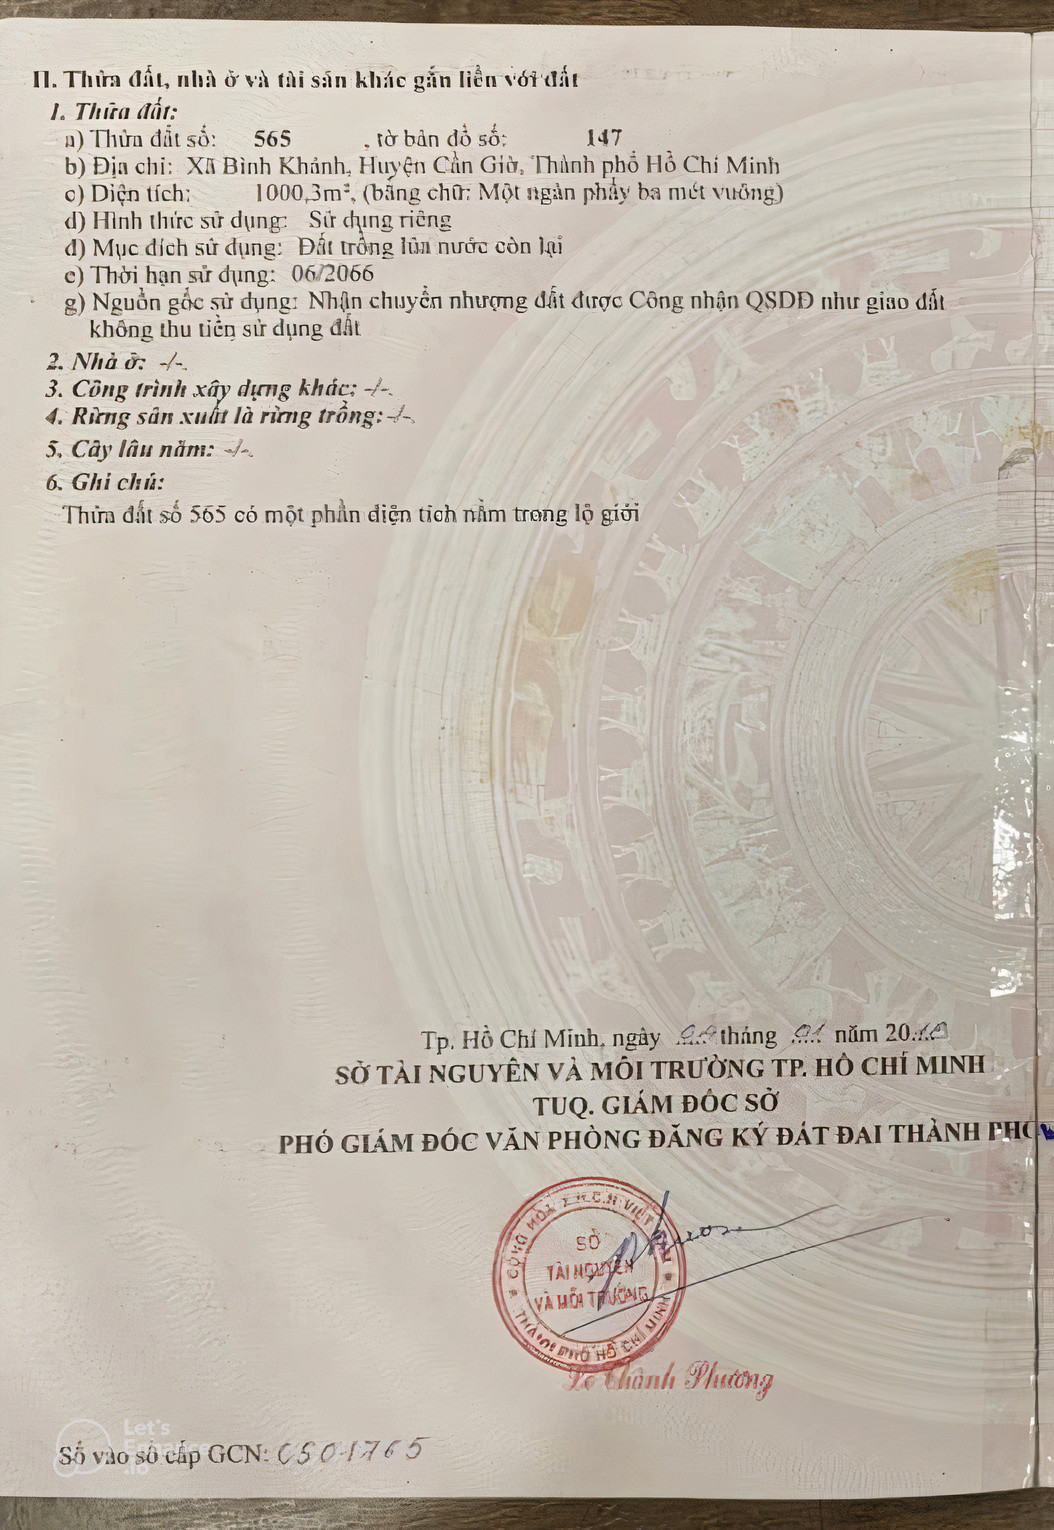 II. Thửa đất, nhà ở và tài sản khác gắn liền với đất
1. Thửa đất:
a) Thửa đất số: 565 , tờ bản đồ số: 147
b) Địa chỉ: Xã Bình Khánh, Huyện Cần Giờ, Thành phố Hồ Chí Minh
c) Diện tích: 1000,3m², (bằng chữ: Một ngàn phẩy ba mét vuông)
d) Hình thức sử dụng: Sử dụng riêng
đ) Mục đích sử dụng: Đất trồng lúa nước còn lại
e) Thời hạn sử dụng: 06/2066
g) Nguồn gốc sử dụng: Nhận chuyển nhượng đất được Công nhận QSDĐ như giao đất
không thu tiền sử dụng đất
2. Nhà ở: -/-.
3. Công trình xây dựng khác: -/-.
4. Rừng sản xuất là rừng trồng: -/-.
5. Cây lâu năm: -/-.
6. Ghi chú:
Thửa đất số 565 có một phần diện tích nằm trong lộ giới
Tp. Hồ Chí Minh, ngày tháng 01 năm 20
SỞ TÀI NGUYÊN VÀ MÔI TRƯỜNG TP. HỒ CHÍ MINH
TUQ. GIÁM ĐỐC SỞ
PHÓ GIÁM ĐỐC VĂN PHÒNG ĐĂNG KÝ ĐẤT ĐAI THÀNH PHỐ
CỘNG HÒA X.H.C.N VIỆT NAM
SỞ
TÀI NGUYÊN
VÀ MÔI TRƯỜNG
THÀNH PHỐ HỒ CHÍ MINH
Thành Phương
Let's
Enhance
.io
Số vào sổ cấp GCN: CS01765